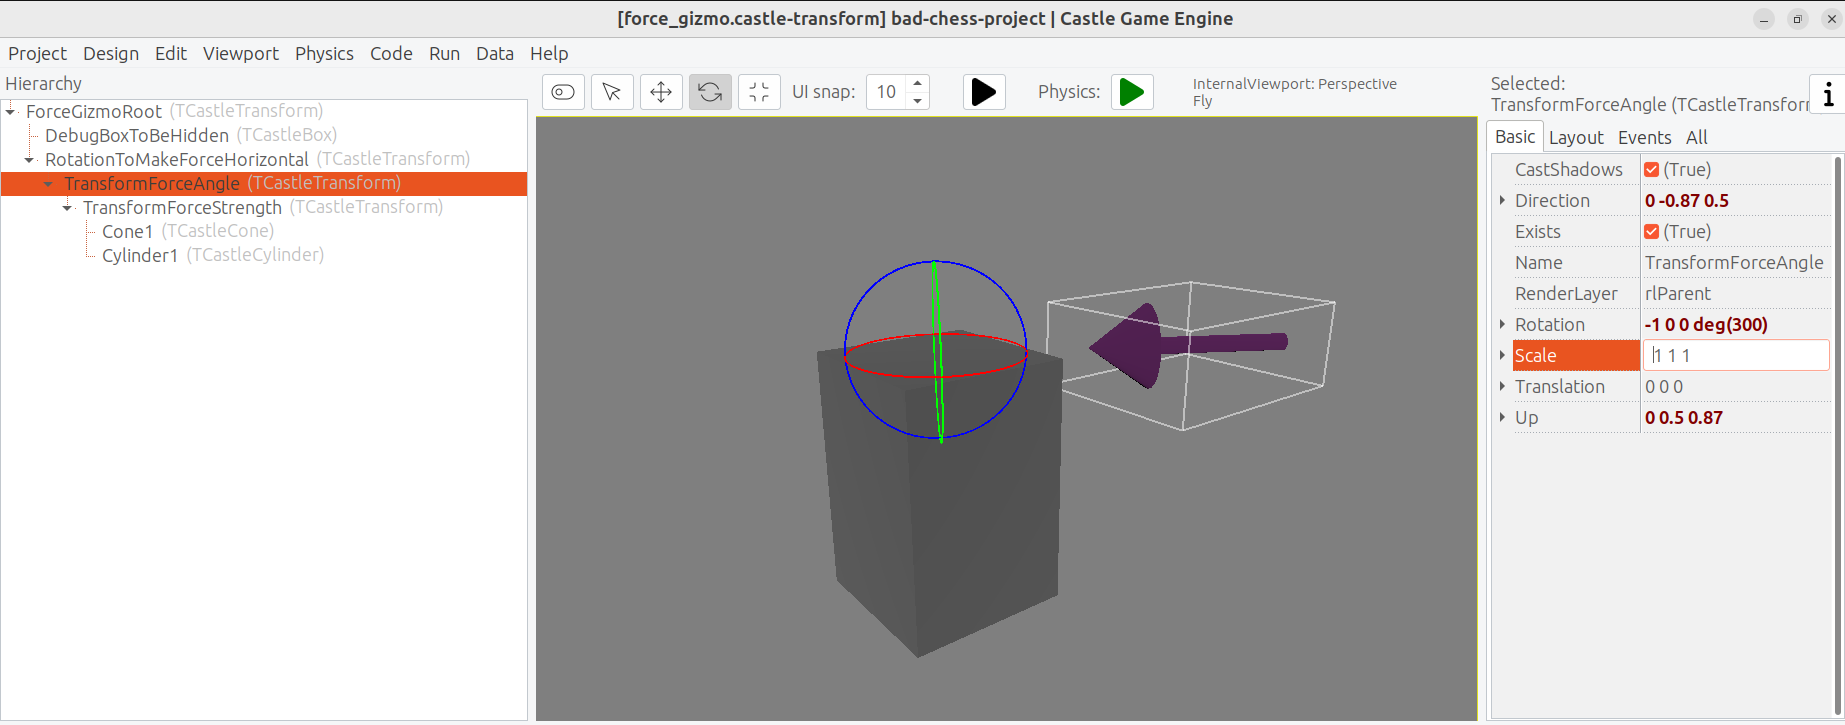 [force_gizmo.castle-transform] bad-chess-project | Castle Game Engine
Project Design Edit Viewport Physics Code Run Data Help
Hierarchy
ForceGizmoRoot (TCastleTransform)
DebugBoxToBeHidden (TCastleBox)
RotationToMakeForceHorizontal (TCastleTransform)
TransformForceAngle (TCastleTransform)
TransformForceStrength (TCastleTransform)
Cone1 (TCastleCone)
Cylinder1 (TCastleCylinder)
UI snap: 10 Physics:
InternalViewport: Perspective
Fly
Selected:
TransformForceAngle (TCastleTransfor
Basic Layout Events All
CastShadows (True)
Direction 0 -0.87 0.5
Exists (True)
Name TransformForceAngle
RenderLayer rlParent
Rotation -1 0 0 deg(300)
Scale 1 1 1
Translation 0 0 0
Up 0 0.5 0.87